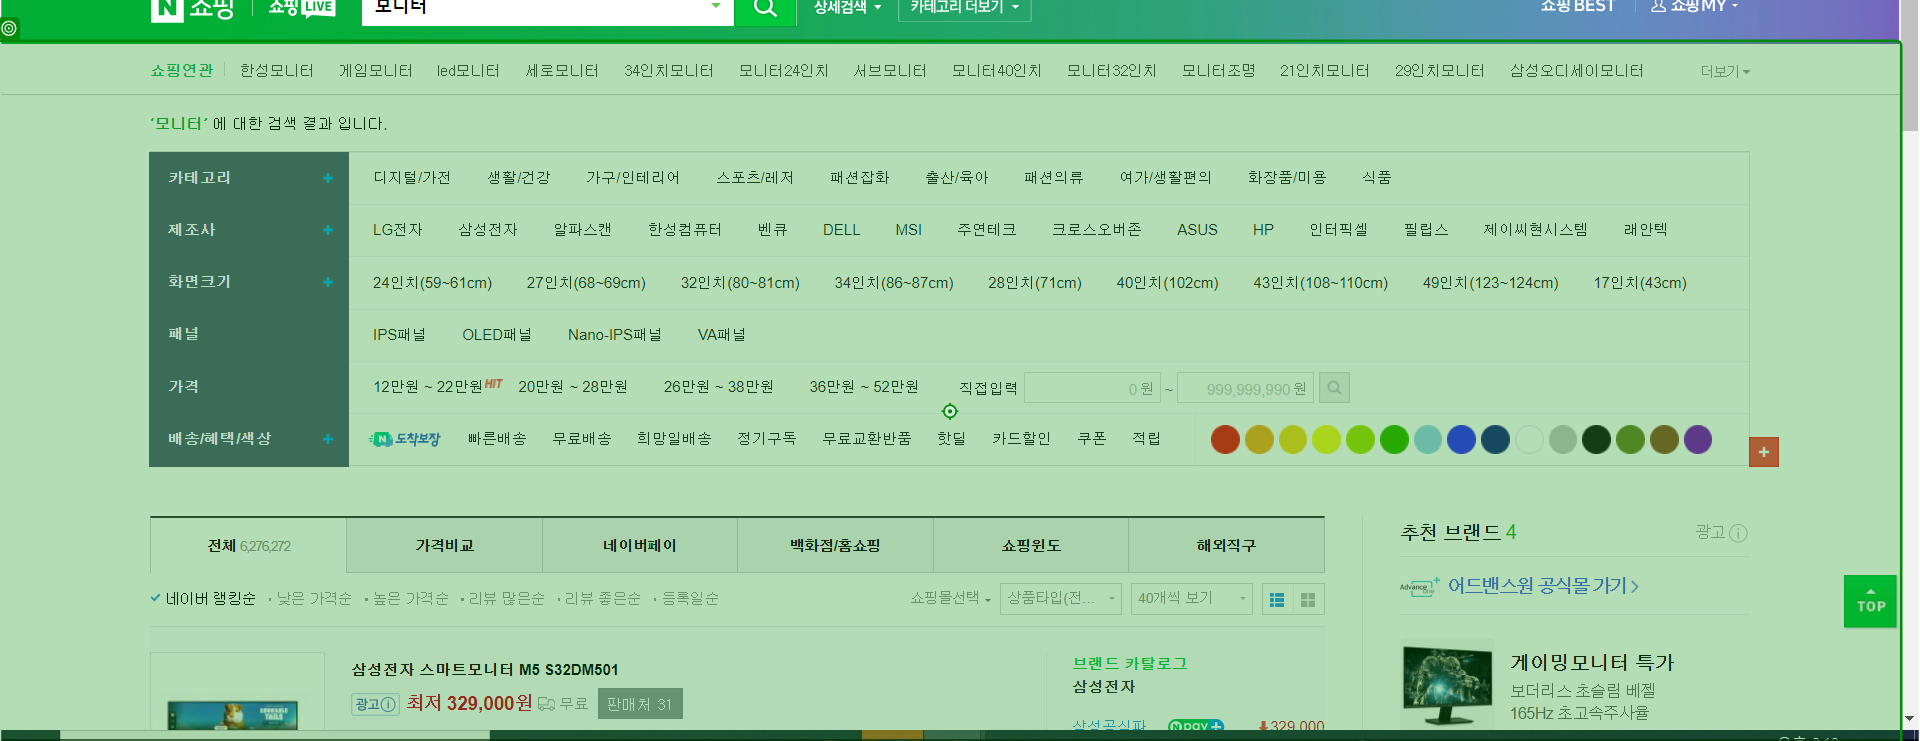 N 쇼핑 쇼핑 LIVE 모니터 상세검색 카테고리 더보기 쇼핑 BEST 쇼핑 MY
쇼핑연관 한성모니터 게임모니터 led모니터 세로모니터 34인치모니터 모니터24인치 서브모니터 모니터40인치 모니터32인치 모니터조명 21인치모니터 29인치모니터 삼성오디세이모니터 더보기
'모니터' 에 대한 검색 결과 입니다.
카테고리 + 디지털/가전 생활/건강 가구/인테리어 스포츠/레저 패션잡화 출산/육아 패션의류 여가/생활편의 화장품/미용 식품
제조사 + LG전자 삼성전자 알파스캔 한성컴퓨터 벤큐 DELL MSI 주연테크 크로스오버존 ASUS HP 인터픽셀 필립스 제이씨현시스템 래안텍
화면크기 + 24인치(59~61cm) 27인치(68~69cm) 32인치(80~81cm) 34인치(86~87cm) 28인치(71cm) 40인치(102cm) 43인치(108~110cm) 49인치(123~124cm) 17인치(43cm)
패널 IPS패널 OLED패널 Nano-IPS패널 VA패널
가격 12만원 ~ 22만원 HIT 20만원 ~ 28만원 26만원 ~ 38만원 36만원 ~ 52만원 직접입력 0 원 ~ 999,999,990 원
배송/혜택/색상 + N 도착보장 빠른배송 무료배송 희망일배송 정기구독 무료교환반품 핫딜 카드할인 쿠폰 적립
+
전체 6,276,272 가격비교 네이버페이 백화점/홈쇼핑 쇼핑윈도 해외직구
네이버 랭킹순 낮은 가격순 높은 가격순 리뷰 많은순 리뷰 좋은순 등록일순 쇼핑몰선택 상품타입(전... 40개씩 보기
삼성전자 스마트모니터 M5 S32DM501
광고 최저 329,000원 무료 판매처 31
브랜드 카탈로그
삼성전자
삼성공식파 N pay+ 329,000
추천 브랜드 4 광고
Advance One 어드밴스원 공식몰 가기
게이밍모니터 특가
보더리스 초슬림 베젤
165Hz 초고속주사율
TOP